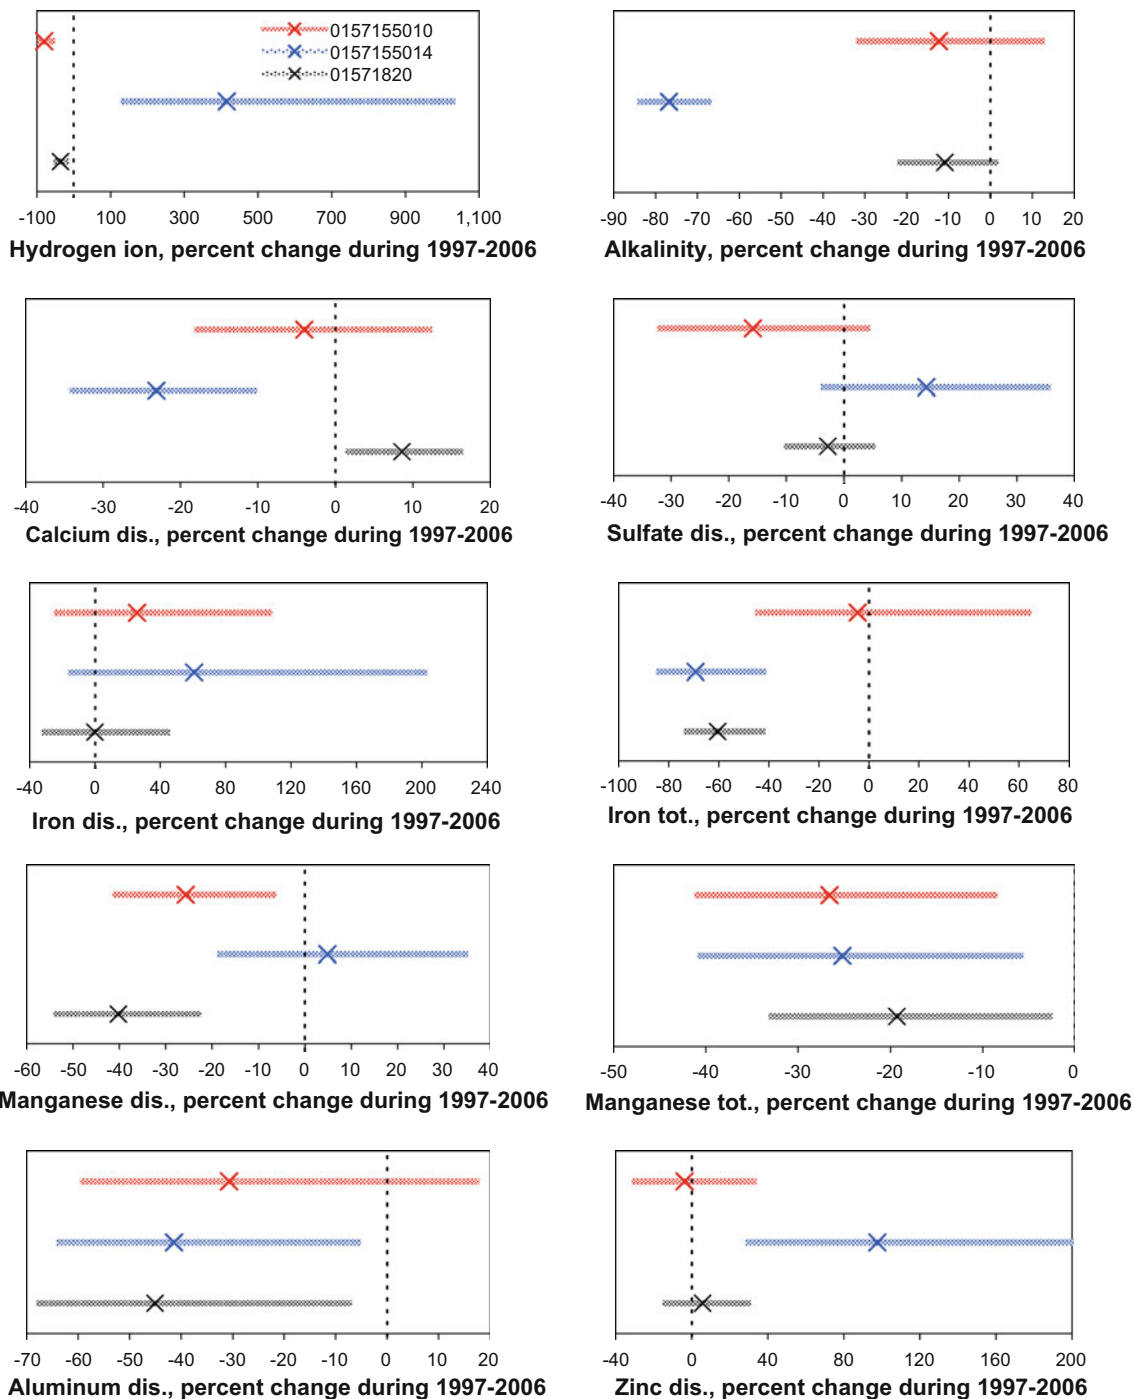 0157155010
0157155014
01571820
-100 100 300 500 700 900 1,100
Hydrogen ion, percent change during 1997-2006
-90 -80 -70 -60 -50 -40 -30 -20 -10 0 10 20
Alkalinity, percent change during 1997-2006
-40 -30 -20 -10 0 10 20
Calcium dis., percent change during 1997-2006
-40 -30 -20 -10 0 10 20 30 40
Sulfate dis., percent change during 1997-2006
-40 0 40 80 120 160 200 240
Iron dis., percent change during 1997-2006
-100 -80 -60 -40 -20 0 20 40 60 80
Iron tot., percent change during 1997-2006
-60 -50 -40 -30 -20 -10 0 10 20 30 40
Manganese dis., percent change during 1997-2006
-50 -40 -30 -20 -10 0
Manganese tot., percent change during 1997-2006
-70 -60 -50 -40 -30 -20 -10 0 10 20
Aluminum dis., percent change during 1997-2006
-40 0 40 80 120 160 200
Zinc dis., percent change during 1997-2006